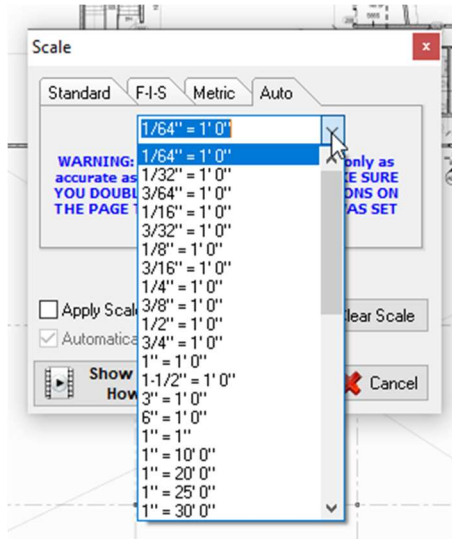 Scale
x
Standard F-I-S Metric Auto
1/64" = 1' 0"
1/64" = 1' 0"
1/32" = 1' 0"
3/64" = 1' 0"
1/16" = 1' 0"
3/32" = 1' 0"
1/8" = 1' 0"
3/16" = 1' 0"
1/4" = 1' 0"
3/8" = 1' 0"
1/2" = 1' 0"
3/4" = 1' 0"
1" = 1' 0"
1-1/2" = 1' 0"
3" = 1' 0"
6" = 1' 0"
1" = 1"
1" = 10' 0"
1" = 20' 0"
1" = 25' 0"
1" = 30' 0"
WARNING: only as
accurate as SURE
YOU ONS ON
THE PAGE AS SET
Apply
Clear Scale
Show
How
Cancel